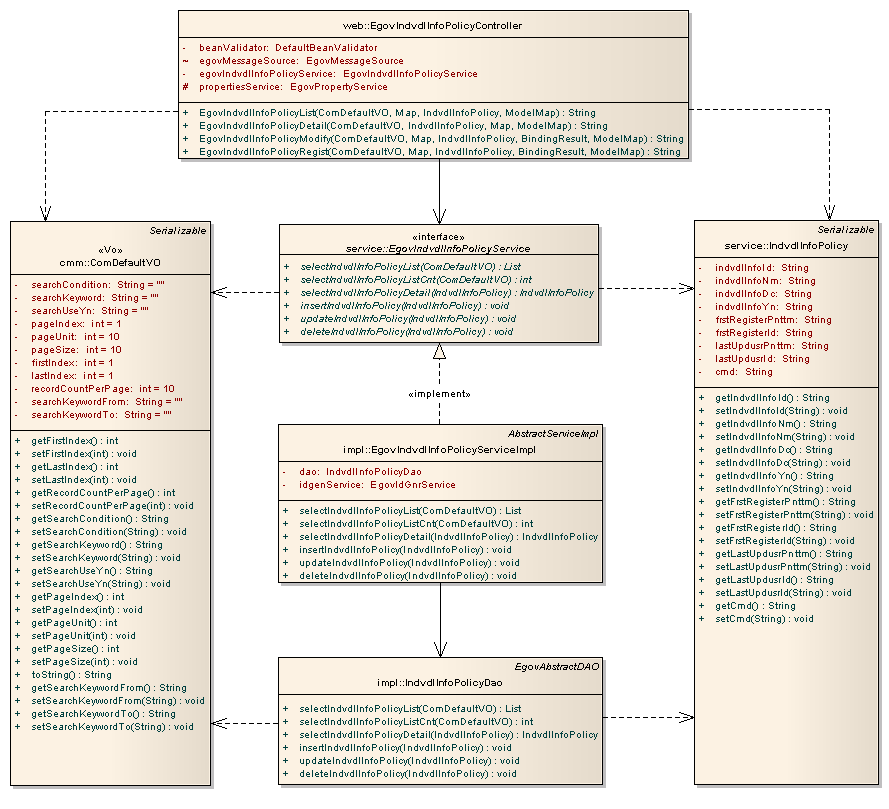 web::EgovIndvdlInfoPolicyController
- beanValidator: DefaultBeanValidator
~ egovMessageSource: EgovMessageSource
- egovIndvdlInfoPolicyService: EgovIndvdlInfoPolicyService
# propertiesService: EgovPropertyService
+ EgovIndvdlInfoPolicyList(ComDefaultVO, Map, IndvdlInfoPolicy, ModelMap) : String
+ EgovIndvdlInfoPolicyDetail(ComDefaultVO, IndvdlInfoPolicy, Map, ModelMap) : String
+ EgovIndvdlInfoPolicyModify(ComDefaultVO, Map, IndvdlInfoPolicy, BindingResult, ModelMap) : String
+ EgovIndvdlInfoPolicyRegist(ComDefaultVO, Map, IndvdlInfoPolicy, BindingResult, ModelMap) : String
Serializable
«Vo»
cmm::ComDefaultVO
- searchCondition: String = ""
- searchKeyword: String = ""
- searchUseYn: String = ""
- pageIndex: int = 1
- pageUnit: int = 10
- pageSize: int = 10
- firstIndex: int = 1
- lastIndex: int = 1
- recordCountPerPage: int = 10
- searchKeywordFrom: String = ""
- searchKeywordTo: String = ""
+ getFirstIndex() : int
+ setFirstIndex(int) : void
+ getLastIndex() : int
+ setLastIndex(int) : void
+ getRecordCountPerPage() : int
+ setRecordCountPerPage(int) : void
+ getSearchCondition() : String
+ setSearchCondition(String) : void
+ getSearchKeyword() : String
+ setSearchKeyword(String) : void
+ getSearchUseYn() : String
+ setSearchUseYn(String) : void
+ getPageIndex() : int
+ setPageIndex(int) : void
+ getPageUnit() : int
+ setPageUnit(int) : void
+ getPageSize() : int
+ setPageSize(int) : void
+ toString() : String
+ getSearchKeywordFrom() : String
+ setSearchKeywordFrom(String) : void
+ getSearchKeywordTo() : String
+ setSearchKeywordTo(String) : void
«interface»
service::EgovIndvdlInfoPolicyService
+ selectIndvdlInfoPolicyList(ComDefaultVO) : List
+ selectIndvdlInfoPolicyListCnt(ComDefaultVO) : int
+ selectIndvdlInfoPolicyDetail(IndvdlInfoPolicy) : IndvdlInfoPolicy
+ insertIndvdlInfoPolicy(IndvdlInfoPolicy) : void
+ updateIndvdlInfoPolicy(IndvdlInfoPolicy) : void
+ deleteIndvdlInfoPolicy(IndvdlInfoPolicy) : void
«implement»
AbstractServiceImpl
impl::EgovIndvdlInfoPolicyServiceImpl
- dao: IndvdlInfoPolicyDao
- idgenService: EgovIdGnrService
+ selectIndvdlInfoPolicyList(ComDefaultVO) : List
+ selectIndvdlInfoPolicyListCnt(ComDefaultVO) : int
+ selectIndvdlInfoPolicyDetail(IndvdlInfoPolicy) : IndvdlInfoPolicy
+ insertIndvdlInfoPolicy(IndvdlInfoPolicy) : void
+ updateIndvdlInfoPolicy(IndvdlInfoPolicy) : void
+ deleteIndvdlInfoPolicy(IndvdlInfoPolicy) : void
EgovAbstractDAO
impl::IndvdlInfoPolicyDao
+ selectIndvdlInfoPolicyList(ComDefaultVO) : List
+ selectIndvdlInfoPolicyListCnt(ComDefaultVO) : int
+ selectIndvdlInfoPolicyDetail(IndvdlInfoPolicy) : IndvdlInfoPolicy
+ insertIndvdlInfoPolicy(IndvdlInfoPolicy) : void
+ updateIndvdlInfoPolicy(IndvdlInfoPolicy) : void
+ deleteIndvdlInfoPolicy(IndvdlInfoPolicy) : void
Serializable
service::IndvdlInfoPolicy
- indvdlInfoId: String
- indvdlInfoNm: String
- indvdlInfoDc: String
- indvdlInfoYn: String
- frstRegisterPnttm: String
- frstRegisterId: String
- lastUpdusrPnttm: String
- lastUpdusrId: String
- cmd: String
+ getIndvdlInfoId() : String
+ setIndvdlInfoId(String) : void
+ getIndvdlInfoNm() : String
+ setIndvdlInfoNm(String) : void
+ getIndvdlInfoDc() : String
+ setIndvdlInfoDc(String) : void
+ getIndvdlInfoYn() : String
+ setIndvdlInfoYn(String) : void
+ getFrstRegisterPnttm() : String
+ setFrstRegisterPnttm(String) : void
+ getFrstRegisterId() : String
+ setFrstRegisterId(String) : void
+ getLastUpdusrPnttm() : String
+ setLastUpdusrPnttm(String) : void
+ getLastUpdusrId() : String
+ setLastUpdusrId(String) : void
+ getCmd() : String
+ setCmd(String) : void